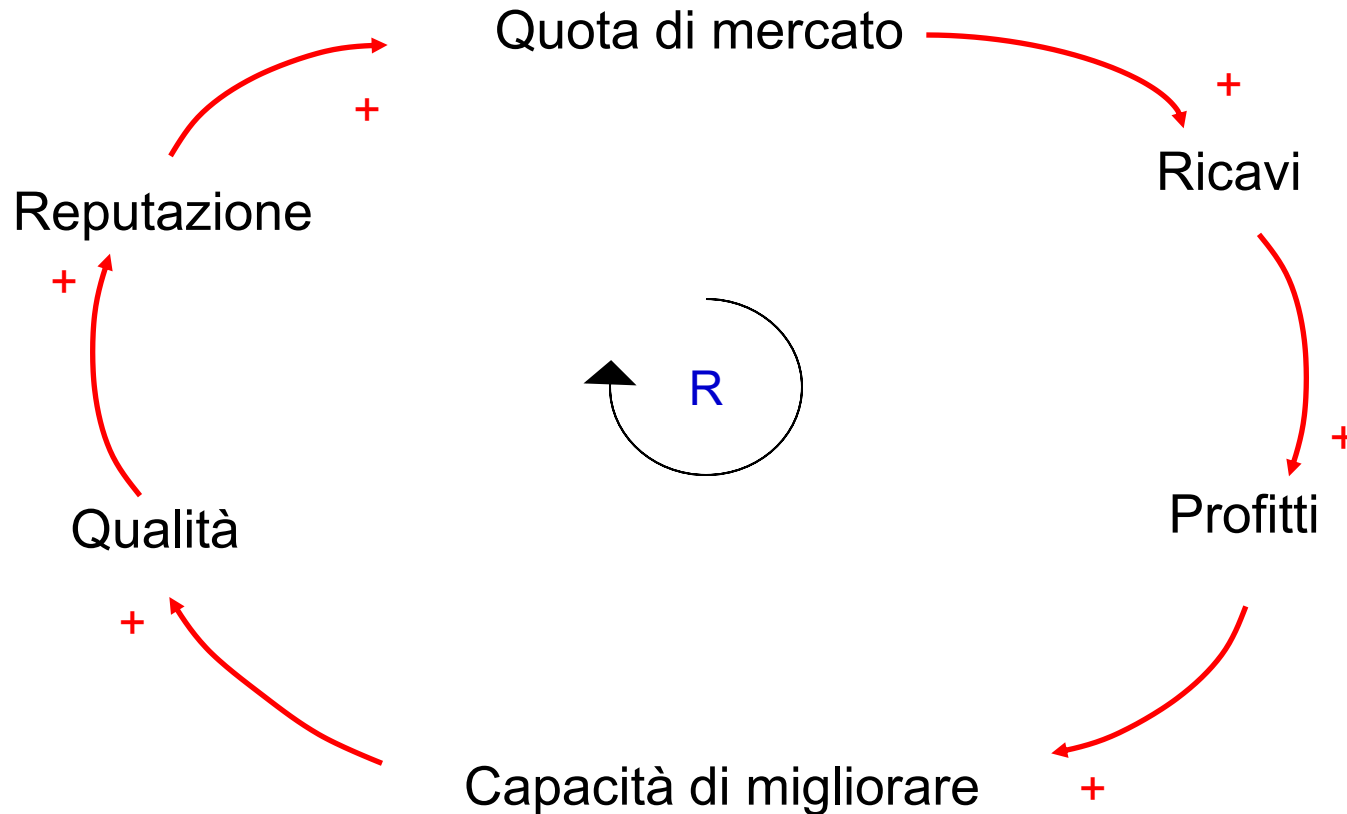 Quota di mercato
+
+
Ricavi
Reputazione
+
R
+
Profitti
Qualità
+
Capacità di migliorare
+